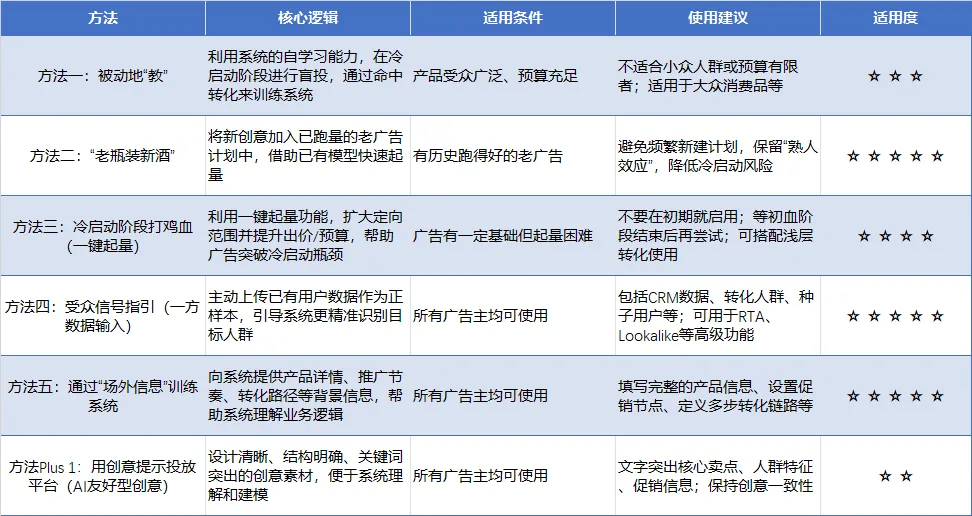 方法 核心逻辑 适用条件 使用建议 适用度
方法一：被动地“教”
利用系统的自学习能力，在冷
启动阶段进行盲投，通过命中
转化来训练系统
产品受众广泛、预算充足
不适合小众人群或预算有限
者；适用于大众消费品等
☆ ☆ ☆
方法二：“老瓶装新酒”
将新创意加入已跑量的老广告
计划中，借助已有模型快速起
量
有历史跑得好的老广告
避免频繁新建计划，保留“熟人
效应”，降低冷启动风险
☆ ☆ ☆ ☆ ☆
方法三：冷启动阶段打鸡血
(一键起量）
利用一键起量功能，扩大定向
范围并提升出价/预算，帮助
广告突破冷启动瓶颈
广告有一定基础但起量困难
不要在初期就启用；等初血阶
段结束后再尝试；可搭配浅层
转化使用
☆ ☆ ☆ ☆
方法四：受众信号指引（一方
数据输入）
主动上传已有用户数据作为正
样本，引导系统更精准识别目
标人群
所有广告主均可使用
包括CRM数据、转化人群、种
子用户等；可用于RTA、
Lookalike等高级功能
☆ ☆ ☆ ☆ ☆
方法五：通过“场外信息”训练
系统
向系统提供产品详情、推广节
奏、转化路径等背景信息，帮
助系统理解业务逻辑
所有广告主均可使用
填写完整的产品信息、设置促
销节点、定义多步转化链路等
☆ ☆ ☆ ☆ ☆
方法Plus 1：用创意提示投放
平台（AI友好型创意）
设计清晰、结构明确、关键词
突出的创意素材，便于系统理
解和建模
所有广告主均可使用
文字突出核心卖点、人群特征
、促销信息；保持创意一致性
☆ ☆